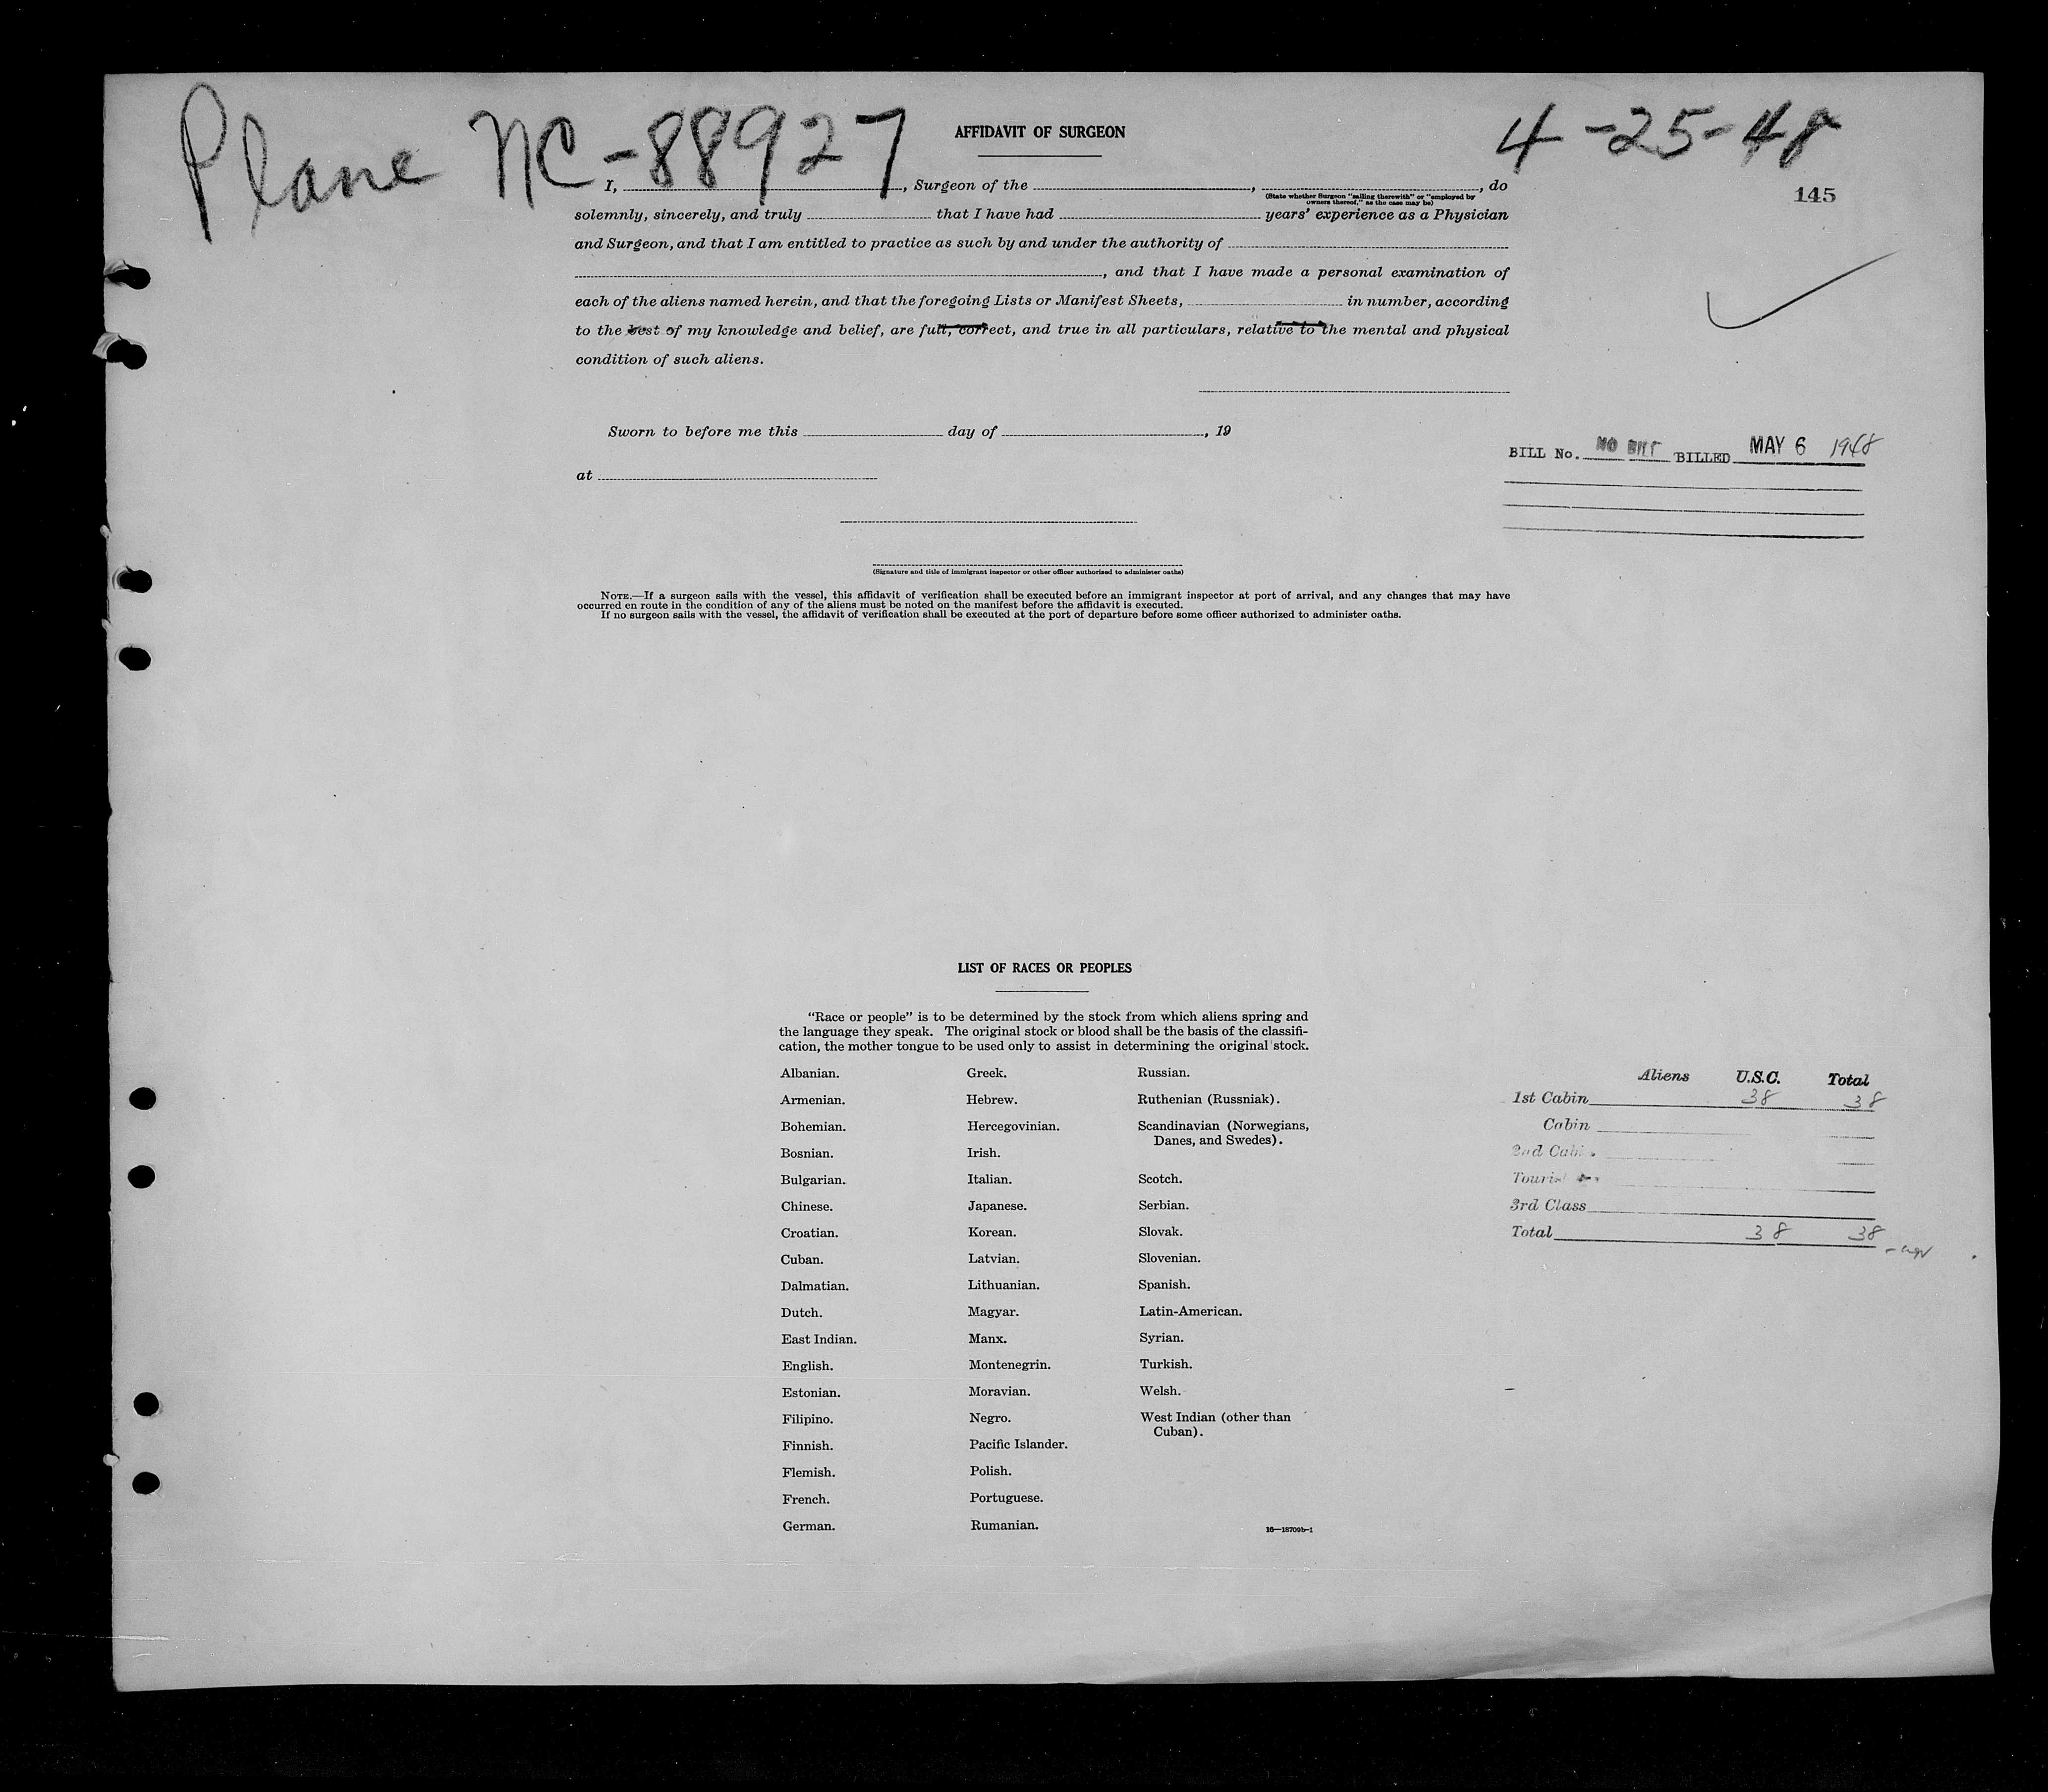 Plane NC-88927
4-25-48
AFFIDAVIT OF SURGEON
145
I, , Surgeon of the , , do
(State whether Surgeon "sailing therewith" or "employed by
owners thereof," as the case may be)
solemnly, sincerely, and truly that I have had years' experience as a Physician
and Surgeon, and that I am entitled to practice as such by and under the authority of
, and that I have made a personal examination of
each of the aliens named herein, and that the foregoing Lists or Manifest Sheets, in number, according
to the best of my knowledge and belief, are full, correct, and true in all particulars, relative to the mental and physical
condition of such aliens.
Sworn to before me this day of , 19
at
BILL No. NO BILL BILLED MAY 6 1948
(Signature and title of immigrant inspector or other officer authorized to administer oaths)
NOTE.—If a surgeon sails with the vessel, this affidavit of verification shall be executed before an immigrant inspector at port of arrival, and any changes that may have
occurred en route in the condition of any of the aliens must be noted on the manifest before the affidavit is executed.
If no surgeon sails with the vessel, the affidavit of verification shall be executed at the port of departure before some officer authorized to administer oaths.
LIST OF RACES OR PEOPLES
"Race or people" is to be determined by the stock from which aliens spring and
the language they speak. The original stock or blood shall be the basis of the classifi-
cation, the mother tongue to be used only to assist in determining the original stock.
Albanian.
Armenian.
Bohemian.
Bosnian.
Bulgarian.
Chinese.
Croatian.
Cuban.
Dalmatian.
Dutch.
East Indian.
English.
Estonian.
Filipino.
Finnish.
Flemish.
French.
German.
Greek.
Hebrew.
Hercegovinian.
Irish.
Italian.
Japanese.
Korean.
Latvian.
Lithuanian.
Magyar.
Manx.
Montenegrin.
Moravian.
Negro.
Pacific Islander.
Polish.
Portuguese.
Rumanian.
Russian.
Ruthenian (Russniak).
Scandinavian (Norwegians,
Danes, and Swedes).
Scotch.
Serbian.
Slovak.
Slovenian.
Spanish.
Latin-American.
Syrian.
Turkish.
Welsh.
West Indian (other than
Cuban).
16—18709b-1
Aliens U.S.C. Total
1st Cabin 38 38
Cabin
2nd Cabin
Tourist
3rd Class
Total 38 38